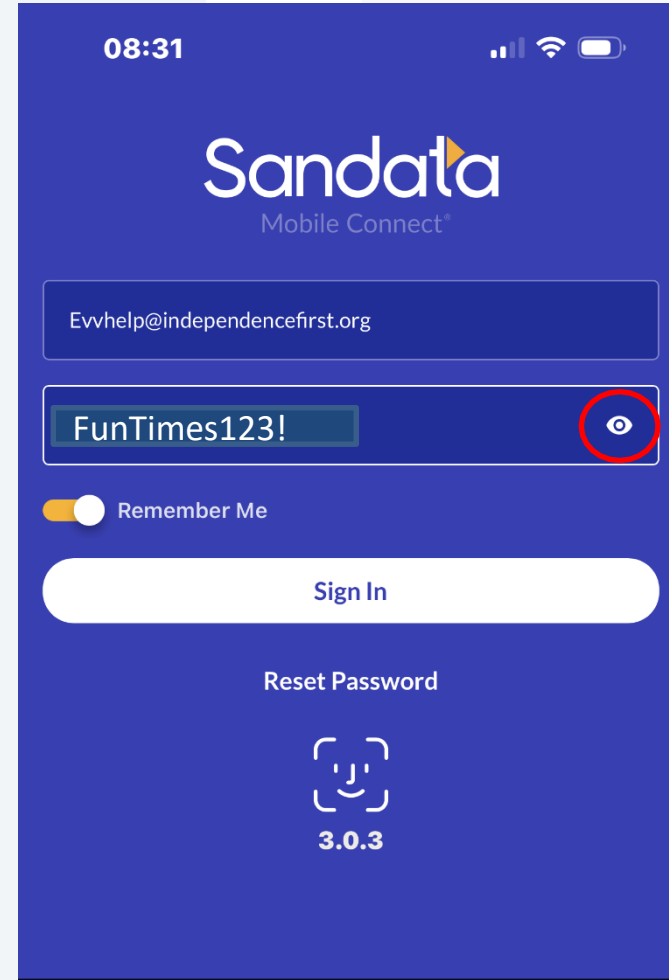 08:31
Sandata
Mobile Connect®
Evvhelp@independencefirst.org
FunTimes123!
Remember Me
Sign In
Reset Password
3.0.3